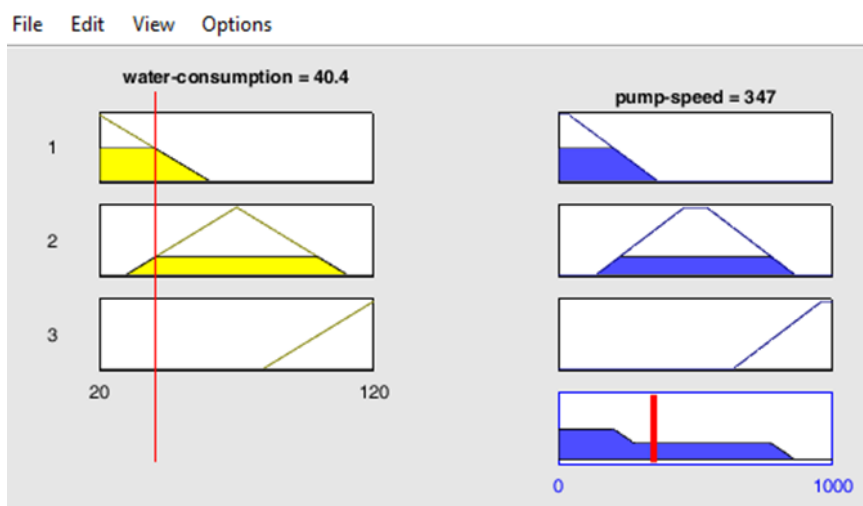 File Edit View Options
water-consumption = 40.4
pump-speed = 347
1
2
3
20 120
0 1000